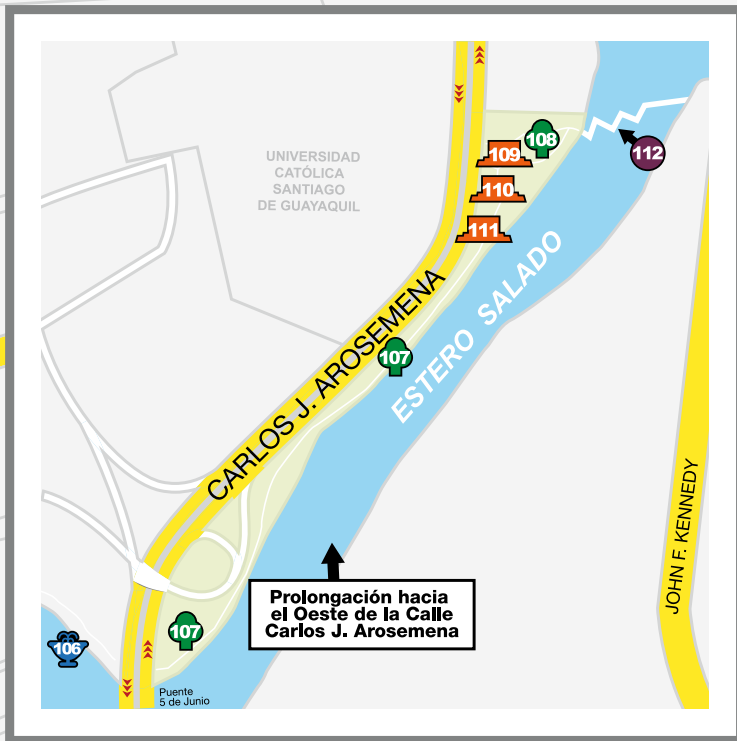 UNIVERSIDAD
CATÓLICA
SANTIAGO
DE GUAYAQUIL
108
109
112
110
111
CARLOS J. AROSEMENA
ESTERO SALADO
107
JOHN F. KENNEDY
Prolongación hacia
el Oeste de la Calle
Carlos J. Arosemena
107
106
Puente
5 de Junio